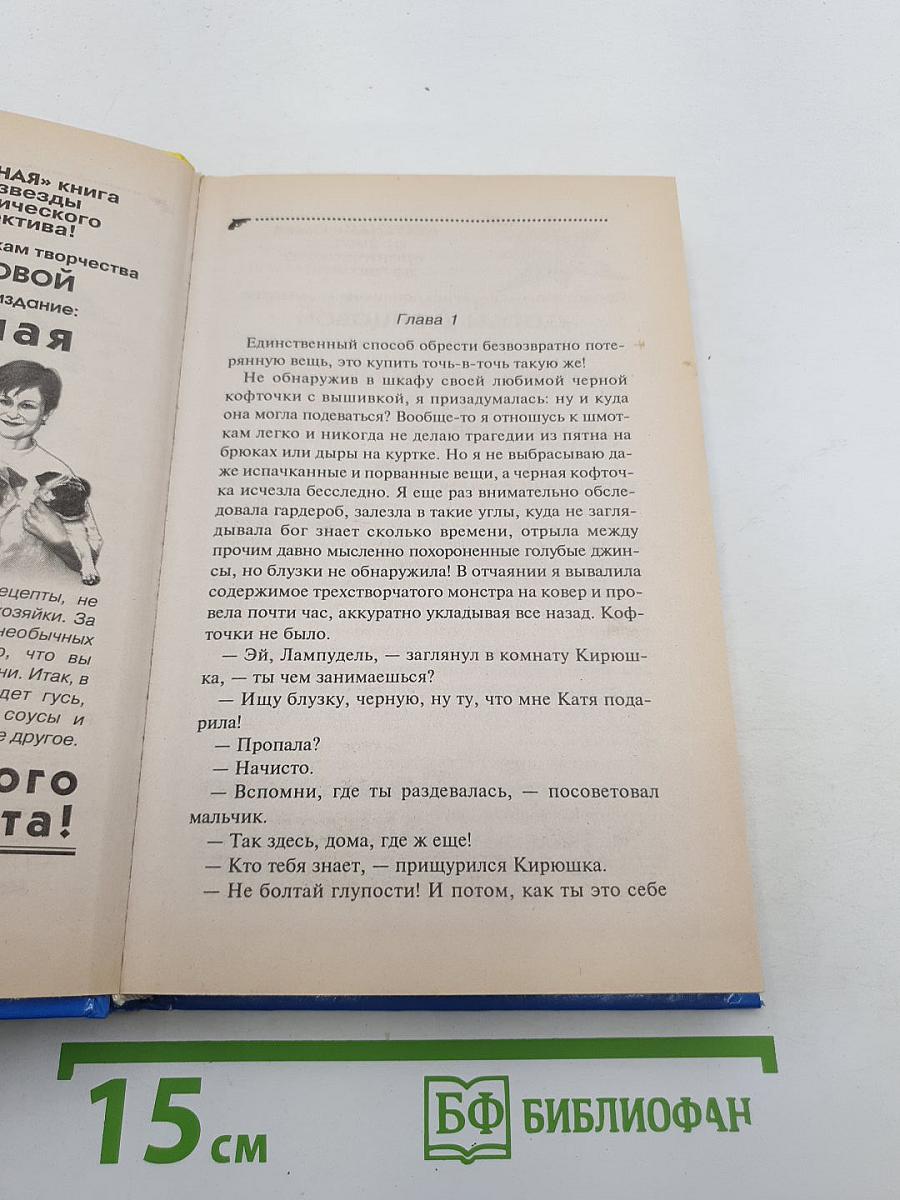 НАЯ» книга
звезды
ического
ектива!
кам творчества
ОВОЙ
издание:
ная
ецепты, не
козяйки. За
необычных
о, что вы
ни. Итак, в
дет гусь,
соусы и
е другое.
ого
та!
Глава 1
Единственный способ обрести безвозвратно поте-
рянную вещь, это купить точь-в-точь такую же!
Не обнаружив в шкафу своей любимой черной
кофточки с вышивкой, я призадумалась: ну и куда
она могла подеваться? Вообще-то я отношусь к шмот-
кам легко и никогда не делаю трагедии из пятна на
брюках или дыры на куртке. Но я не выбрасываю да-
же испачканные и порванные вещи, а черная кофточ-
ка исчезла бесследно. Я еще раз внимательно обсле-
довала гардероб, залезла в такие углы, куда не загля-
дывала бог знает сколько времени, отрыла между
прочим давно мысленно похороненные голубые джин-
сы, но блузки не обнаружила! В отчаянии я вывалила
содержимое трехстворчатого монстра на ковер и про-
вела почти час, аккуратно укладывая все назад. Коф-
точки не было.
— Эй, Лампудель, — заглянул в комнату Кирюш-
ка, — ты чем занимаешься?
— Ищу блузку, черную, ну ту, что мне Катя пода-
рила!
— Пропала?
— Начисто.
— Вспомни, где ты раздевалась, — посоветовал
мальчик.
— Так здесь, дома, где ж еще!
— Кто тебя знает, — прищурился Кирюшка.
— Не болтай глупости! И потом, как ты это себе
15 см
БФ БИБЛИОФАН